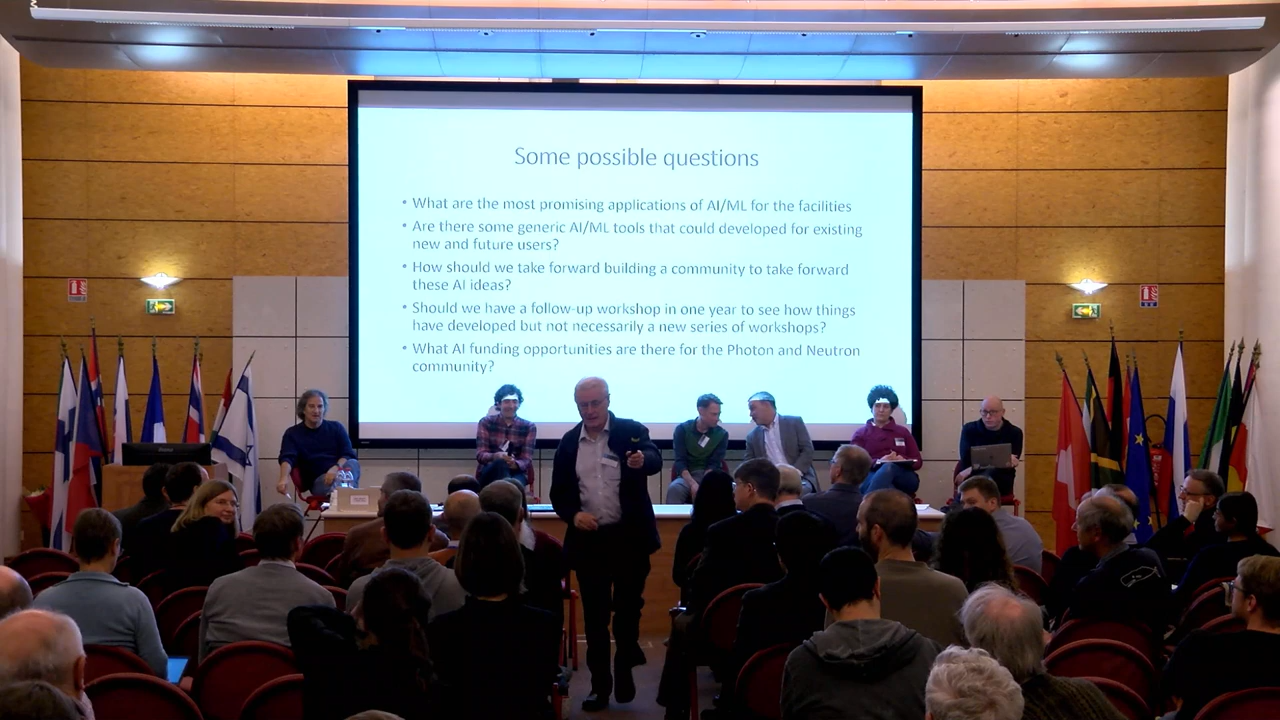 Some possible questions
• What are the most promising applications of AI/ML for the facilities
• Are there some generic AI/ML tools that could developed for existing
new and future users?
• How should we take forward building a community to take forward
these AI ideas?
• Should we have a follow-up workshop in one year to see how things
have developed but not necessarily a new series of workshops?
• What AI funding opportunities are there for the Photon and Neutron
community?